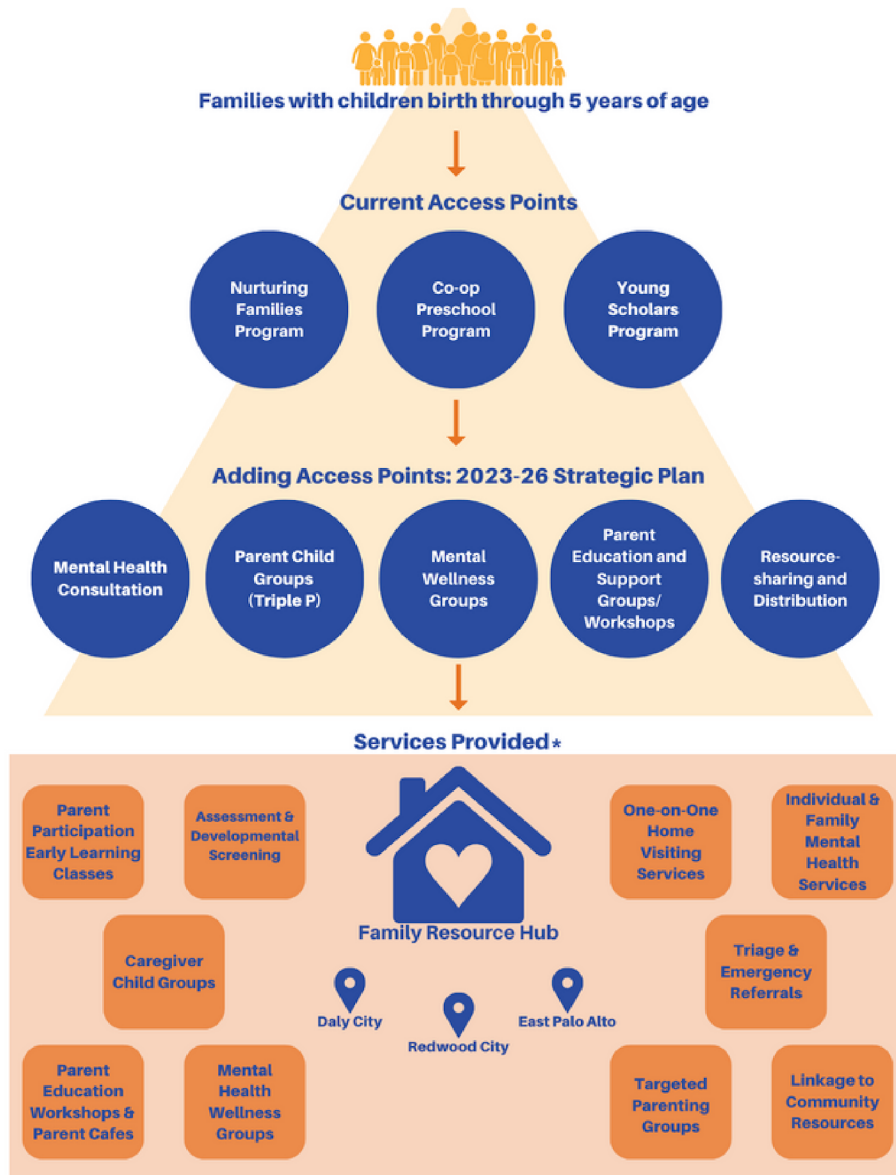 Families with children birth through 5 years of age
Current Access Points
Nurturing
Families
Program
Co-op
Preschool
Program
Young
Scholars
Program
Adding Access Points: 2023-26 Strategic Plan
Mental Health
Consultation
Parent Child
Groups
(Triple P)
Mental
Wellness
Groups
Parent
Education and
Support
Groups/
Workshops
Resource-
sharing and
Distribution
Services Provided*
Parent
Participation
Early Learning
Classes
Assessment &
Developmental
Screening
One-on-One
Home
Visiting
Services
Individual &
Family
Mental
Health
Services
Family Resource Hub
Caregiver
Child Groups
Triage &
Emergency
Referrals
Daly City
Redwood City
East Palo Alto
Parent
Education
Workshops &
Parent Cafes
Mental
Health
Wellness
Groups
Targeted
Parenting
Groups
Linkage to
Community
Resources